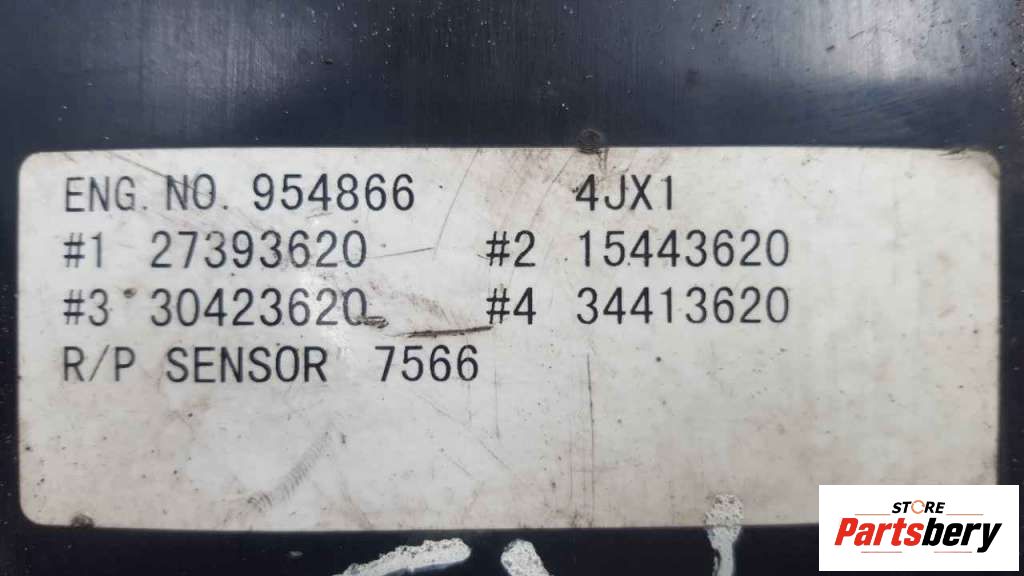 ENG. NO. 954866 4JX1
#1 27393620 #2 15443620
#3 30423620 #4 34413620
R/P SENSOR 7566
STORE
Partsbery